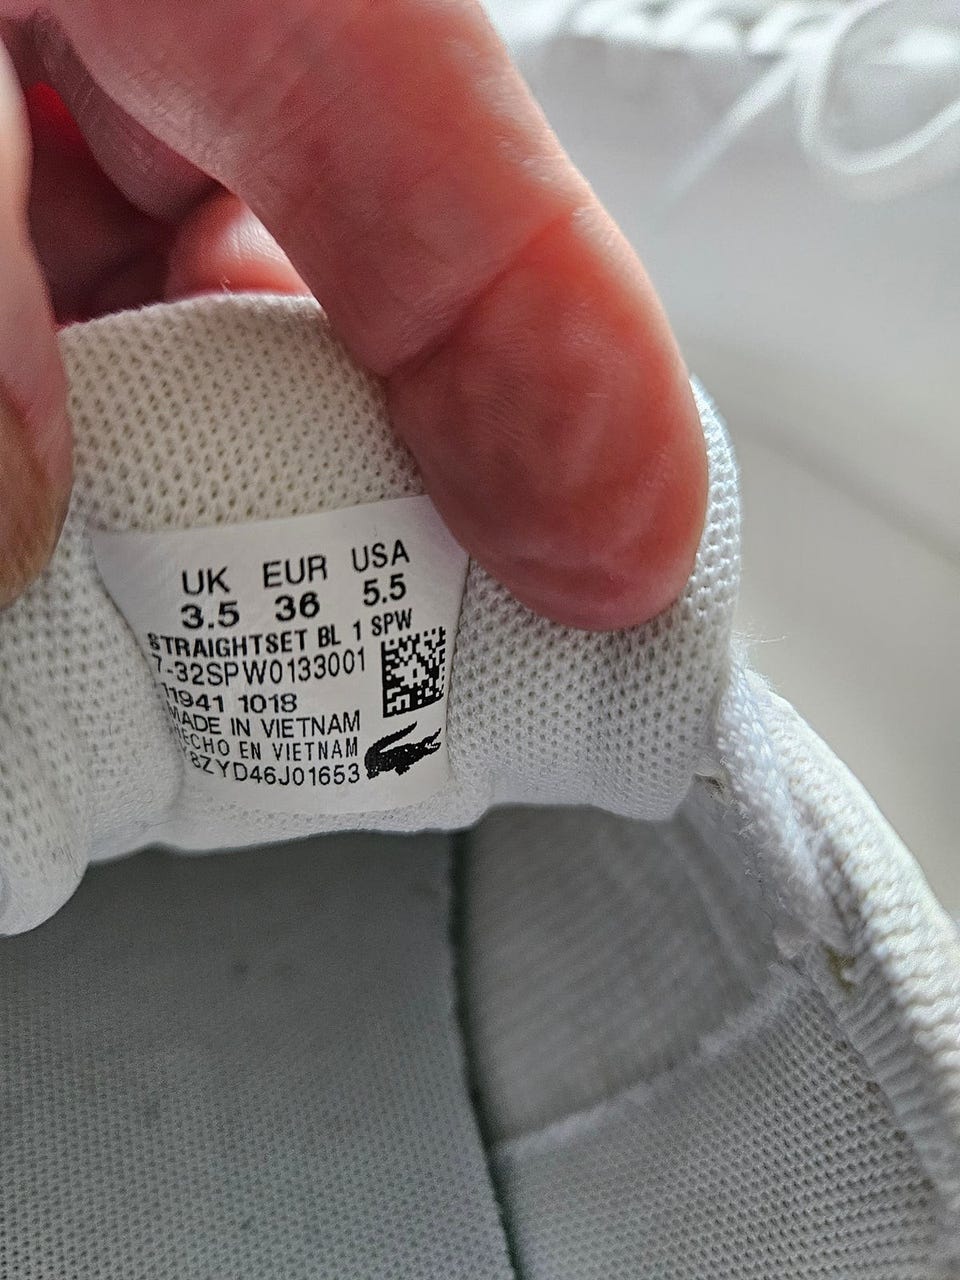 UK EUR USA
3.5 36 5.5
STRAIGHTSET BL 1 SPW
7-32SPW0133001
11941 1018
MADE IN VIETNAM
HECHO EN VIETNAM
8ZYD46J01653